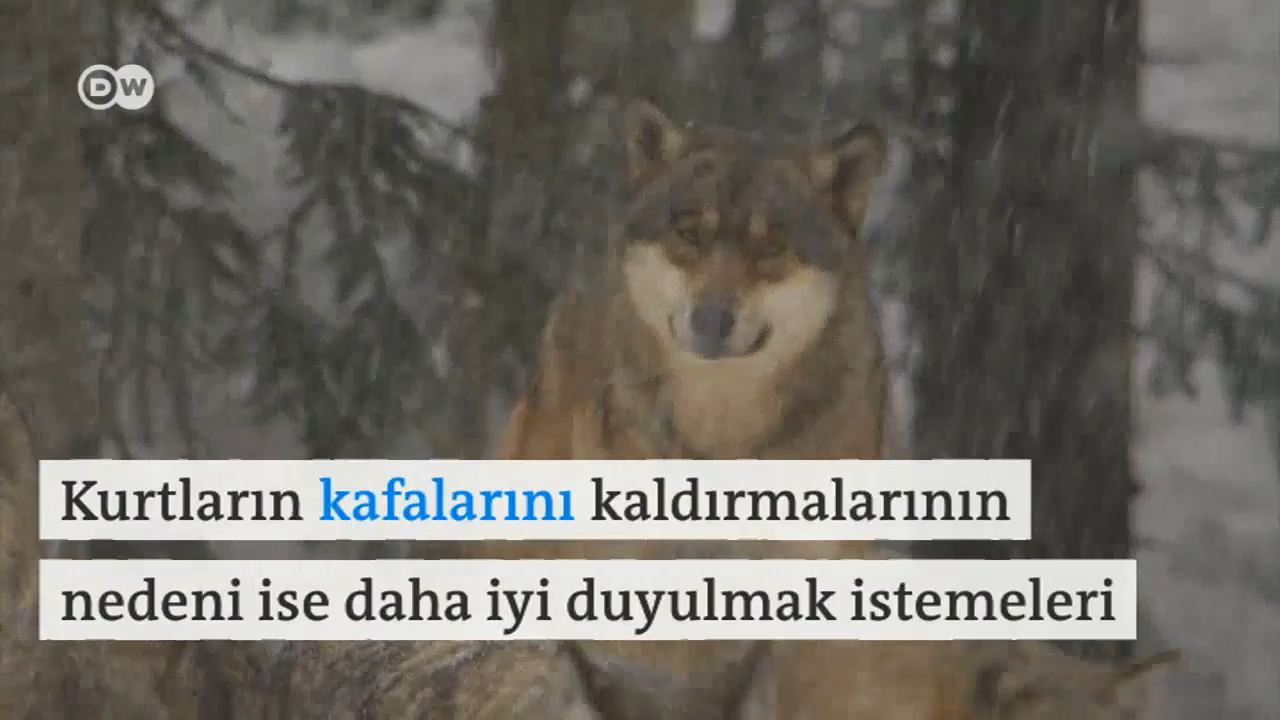 DW
Kurtların kafalarını kaldırmalarının
nedeni ise daha iyi duyulmak istemeleri